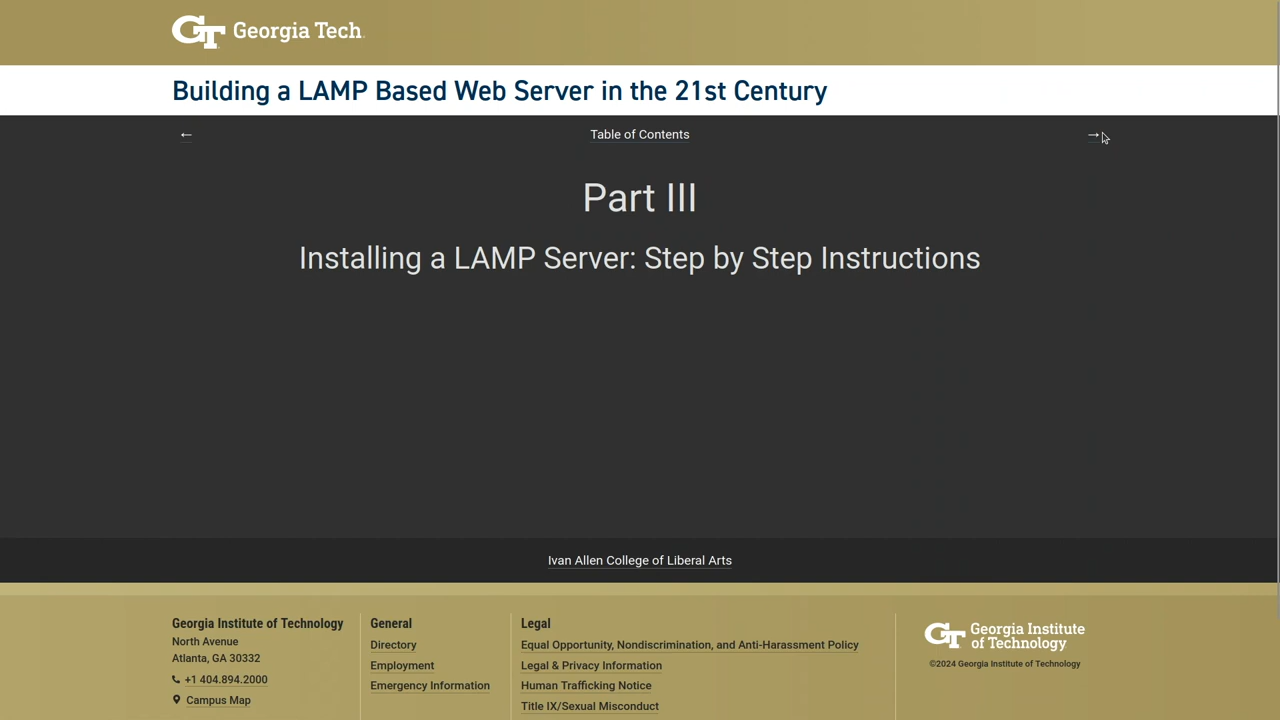 GT Georgia Tech.
Building a LAMP Based Web Server in the 21st Century
← Table of Contents →
Part III
Installing a LAMP Server: Step by Step Instructions
Ivan Allen College of Liberal Arts
Georgia Institute of Technology
North Avenue
Atlanta, GA 30332
+1 404.894.2000
Campus Map
General
Directory
Employment
Emergency Information
Legal
Equal Opportunity, Nondiscrimination, and Anti-Harassment Policy
Legal & Privacy Information
Human Trafficking Notice
Title IX/Sexual Misconduct
GT Georgia Institute
of Technology
©2024 Georgia Institute of Technology